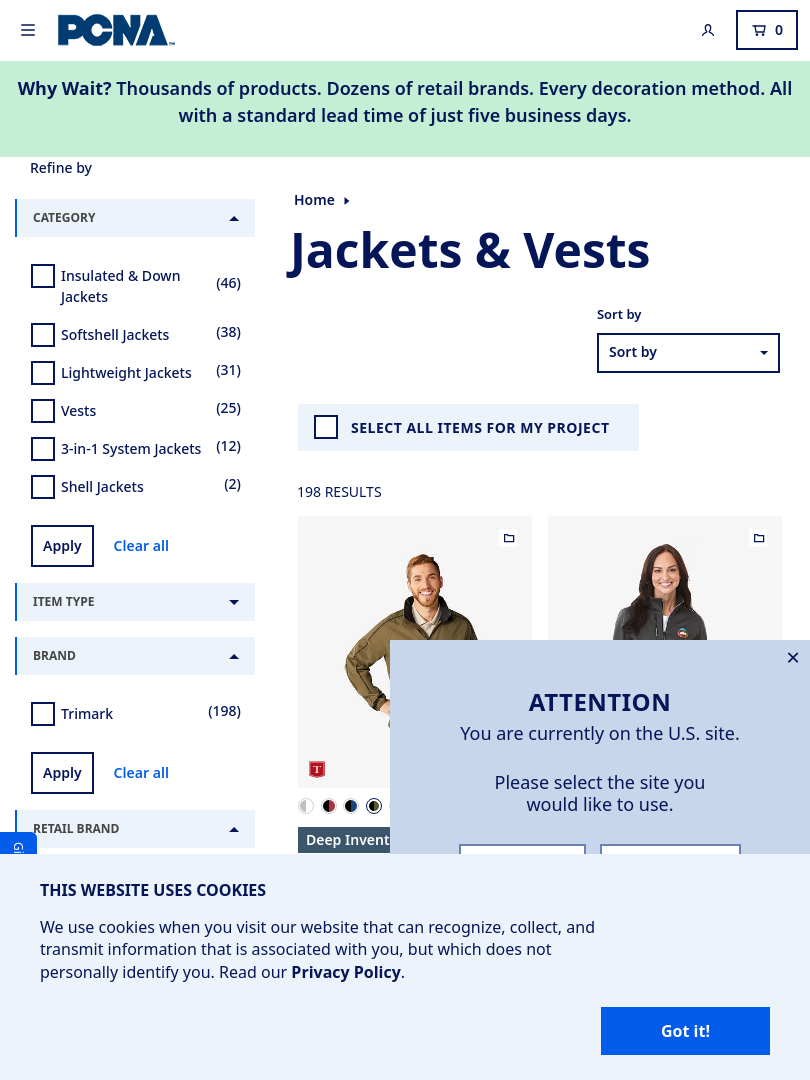 PCNA
0
Why Wait? Thousands of products. Dozens of retail brands. Every decoration method. All
with a standard lead time of just five business days.
Refine by
CATEGORY
Insulated & Down
Jackets
(46)
Softshell Jackets (38)
Lightweight Jackets (31)
Vests (25)
3-in-1 System Jackets (12)
Shell Jackets (2)
Apply Clear all
ITEM TYPE
BRAND
Trimark (198)
Apply Clear all
RETAIL BRAND
Home
Jackets & Vests
Sort by
Sort by
SELECT ALL ITEMS FOR MY PROJECT
198 RESULTS
T
Deep Invent
ATTENTION
You are currently on the U.S. site.
Please select the site you
would like to use.
THIS WEBSITE USES COOKIES
We use cookies when you visit our website that can recognize, collect, and
transmit information that is associated with you, but which does not
personally identify you. Read our Privacy Policy.
Got it!